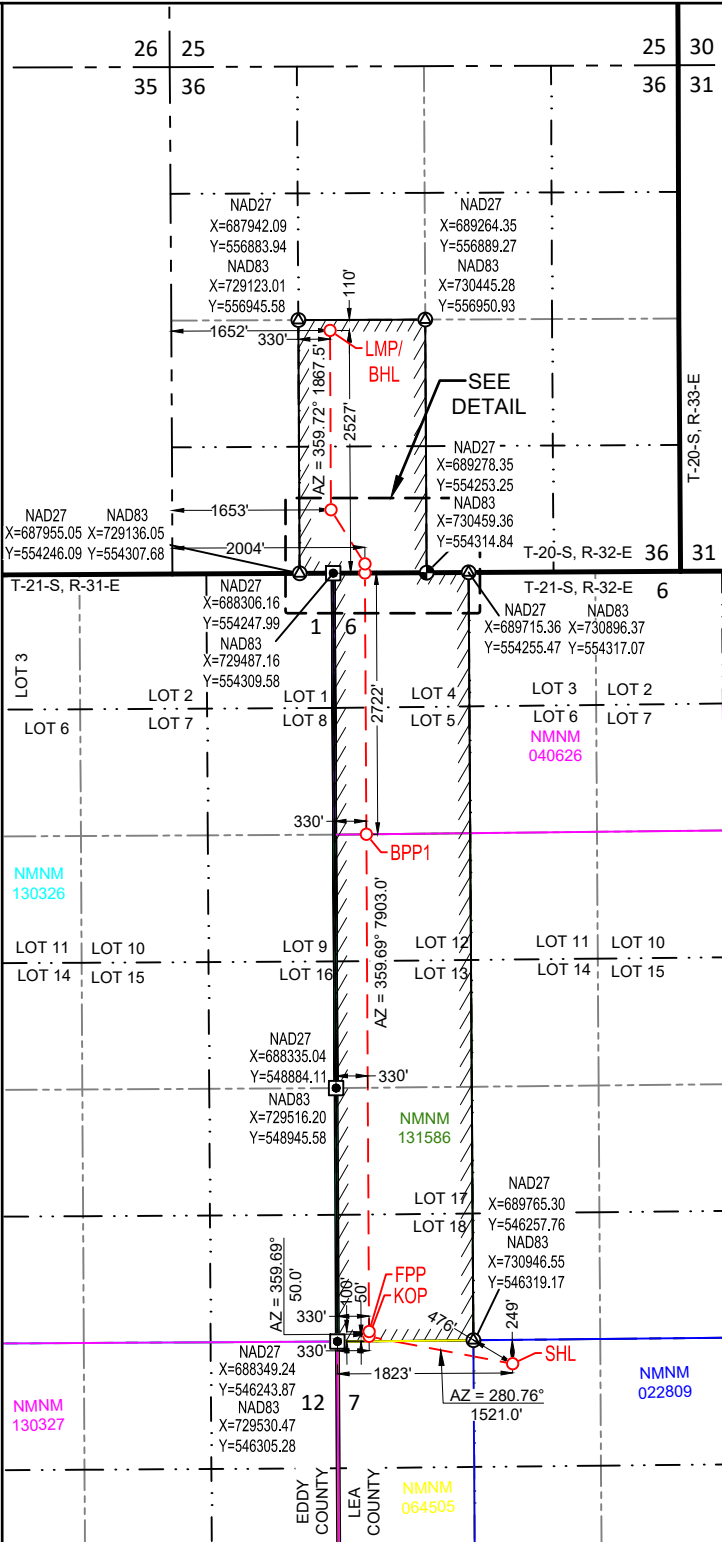 26 25
25 30
35 36
36 31
NAD27
X=687942.09
Y=556883.94
NAD83
X=729123.01
Y=556945.58
NAD27
X=689264.35
Y=556889.27
NAD83
X=730445.28
Y=556950.93
110'
1652'
330'
LMP/
BHL
AZ = 359.72° 1867.5'
2527'
SEE
DETAIL
T-20-S, R-33-E
NAD27
X=689278.35
Y=554253.25
NAD83
X=730459.36
Y=554314.84
1653'
NAD27
X=687955.05
Y=554246.09
NAD83
X=729136.05
Y=554307.68
2004'
T-20-S, R-32-E
36 31
T-21-S, R-31-E
T-21-S, R-32-E
6
NAD27
X=688306.16
Y=554247.99
NAD83
X=729487.16
Y=554309.58
1 6
NAD27
X=689715.36
Y=554255.47
NAD83
X=730896.37
Y=554317.07
LOT 3
LOT 2
LOT 1
LOT 4
LOT 3
LOT 2
LOT 6
LOT 7
LOT 8
LOT 5
LOT 6
LOT 7
2722'
NMNM
040626
330'
BPP1
NMNM
130326
AZ = 359.69° 7903.0'
LOT 11
LOT 10
LOT 9
LOT 12
LOT 11
LOT 10
LOT 14
LOT 15
LOT 16
LOT 13
LOT 14
LOT 15
NAD27
X=688335.04
Y=548884.11
NAD83
X=729516.20
Y=548945.58
330'
NMNM
131586
LOT 17
LOT 18
NAD27
X=689765.30
Y=546257.76
NAD83
X=730946.55
Y=546319.17
AZ = 359.69°
50.0'
100'
50'
FPP
KOP
330'
330'
476'
249'
SHL
1823'
AZ = 280.76°
1521.0'
NAD27
X=688349.24
Y=546243.87
NAD83
X=729530.47
Y=546305.28
12 7
NMNM
130327
NMNM
022809
EDDY
COUNTY
LEA
COUNTY
NMNM
064505